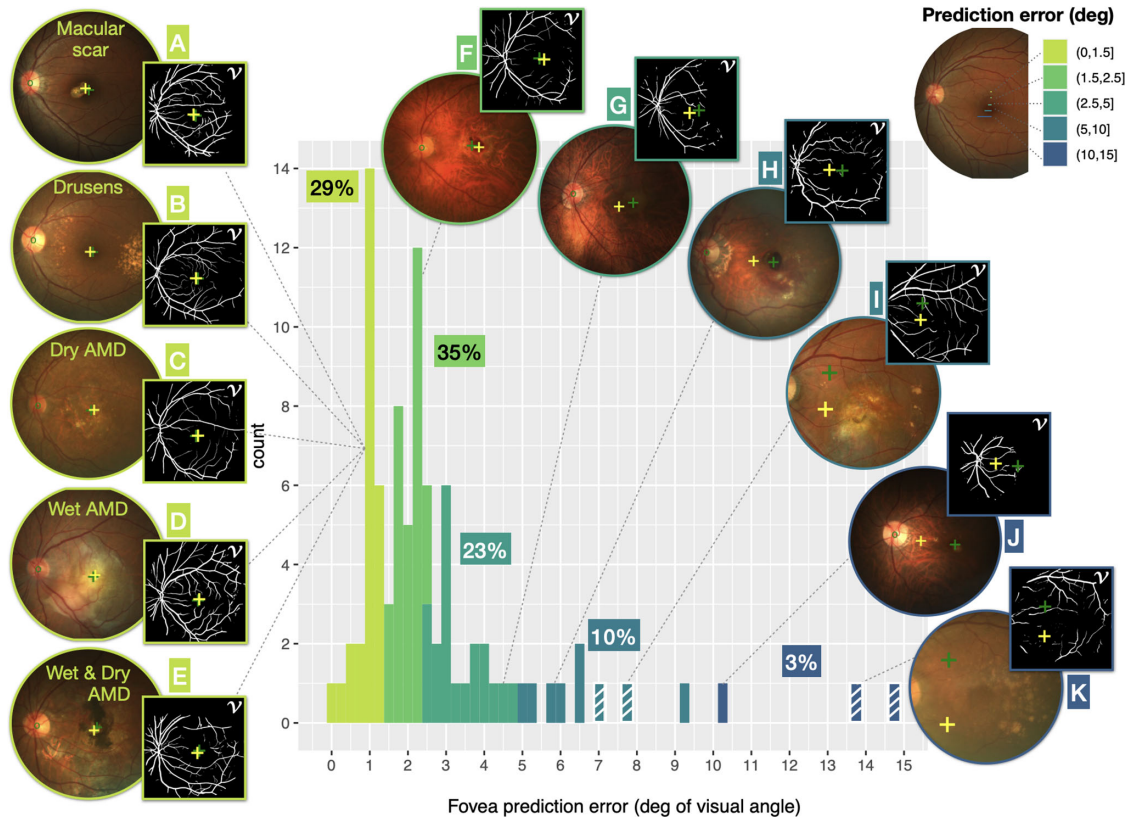 Macular
scar
A
ν
Drusens
B
ν
Dry AMD
C
ν
Wet AMD
D
ν
Wet & Dry
AMD
E
ν
F
ν
G
ν
H
ν
I
ν
J
ν
K
ν
Prediction error (deg)
(0,1.5]
(1.5,2.5]
(2.5,5]
(5,10]
(10,15]
29%
35%
23%
10%
3%
count
14
12
10
8
6
4
2
0
0 1 2 3 4 5 6 7 8 9 10 11 12 13 14 15
Fovea prediction error (deg of visual angle)